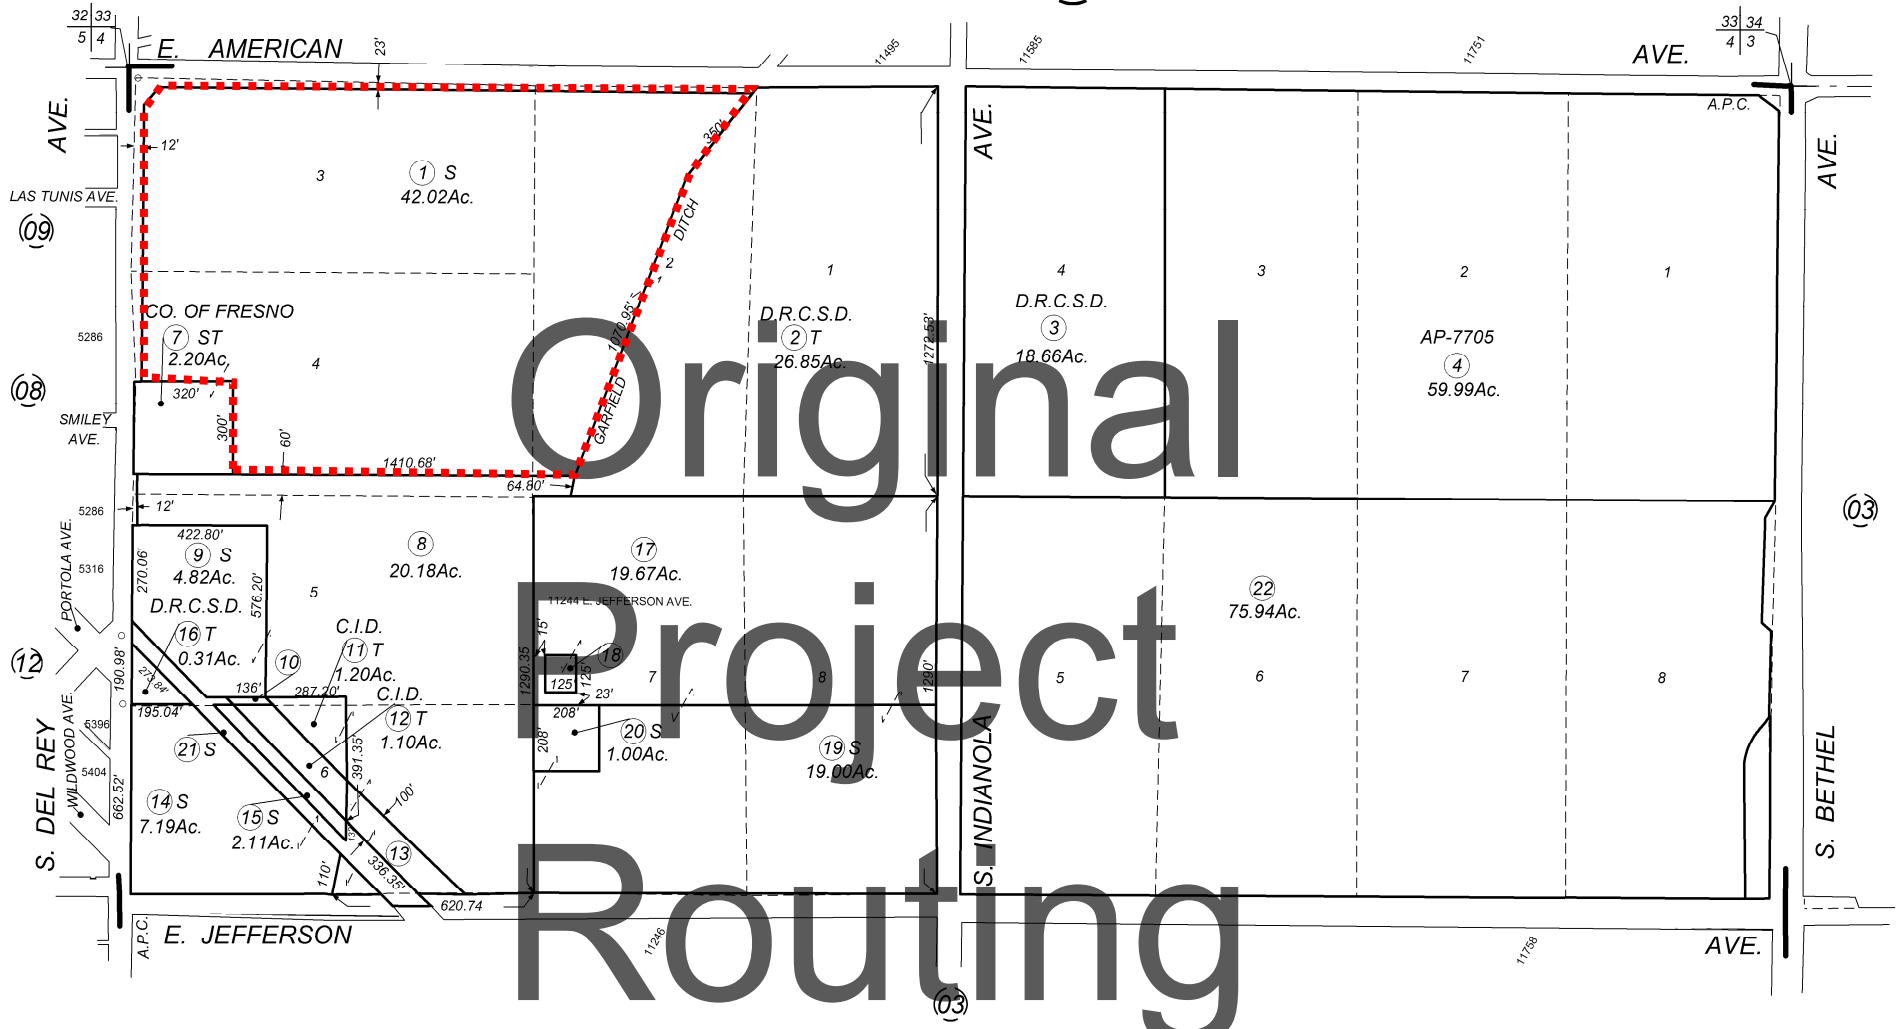 32 33
5 4
E. AMERICAN
23'
11495
11585
11751
AVE.
33 34
4 3
A.P.C.
AVE.
12'
LAS TUNIS AVE.
09
3
1 S
42.02Ac.
350'
DITCH
2
1
AVE.
4
3
2
1
AVE.
CO. OF FRESNO
7 ST
2.20Ac.
5286
4
1070.95'
GARFIELD
D.R.C.S.D.
2 T
26.85Ac.
1272.53'
D.R.C.S.D.
3
18.66Ac.
AP-7705
4
59.99Ac.
08
320'
300'
60'
1410.68'
64.80'
SMILEY
AVE.
Original
5286
12'
03
PORTOLA AVE.
5316
422.80'
9 S
4.82Ac.
270.06'
576.20'
D.R.C.S.D.
16 T
0.31Ac.
8
20.18Ac.
5
17
19.67Ac.
11244 E. JEFFERSON AVE.
22
75.94Ac.
Project
12
190.98'
273.84'
10
C.I.D.
11 T
1.20Ac.
136'
287.20'
C.I.D.
12 T
1.10Ac.
15'
18
125'
125'
23'
1290.35
7
8
1290'
5
6
7
8
195.04'
5396
WILDWOOD AVE.
5404
21 S
6
391.35'
100'
208'
208'
20 S
1.00Ac.
19 S
19.00Ac.
S. DEL REY
662.52'
14 S
7.19Ac.
15 S
2.11Ac.
13
110'
336.35'
620.74
S. INDIANOLA
S. BETHEL
Routing
A.P.C.
E. JEFFERSON
11246
11758
AVE.
03